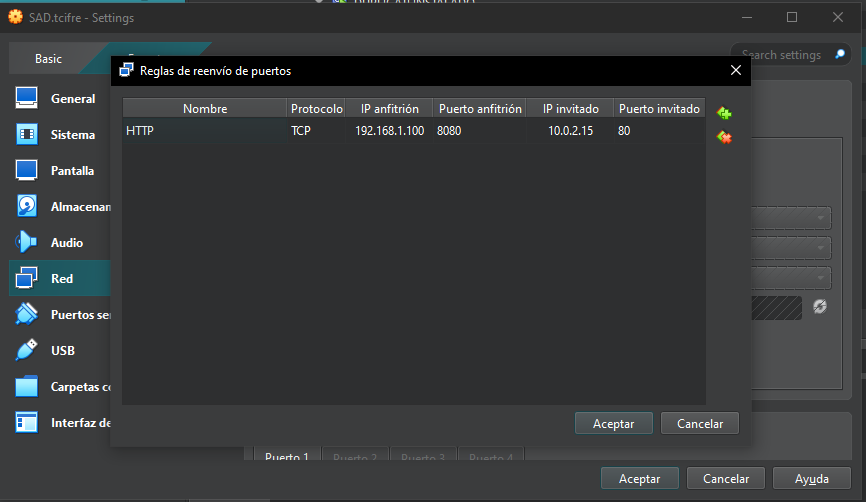 SAD.tcifre - Settings
Basic
Search settings
Reglas de reenvío de puertos
Nombre Protocolo IP anfitrión Puerto anfitrión IP invitado Puerto invitado
HTTP TCP 192.168.1.100 8080 10.0.2.15 80
General
Sistema
Pantalla
Almacenam
Audio
Red
Puertos se
USB
Carpetas co
Interfaz de
Aceptar Cancelar
Puerto 1 Puerto 2 Puerto 3 Puerto 4
Aceptar Cancelar Ayuda